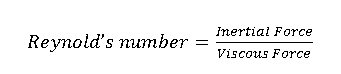 Reynold's number = Inertial Force / Viscous Force